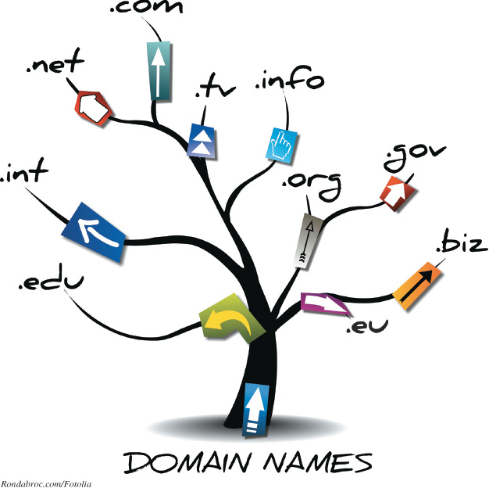 .com
.net
.tv
.info
.gov
.int
.org
.biz
.edu
.eu
DOMAIN NAMES
Rondabroc.com/Fotolia